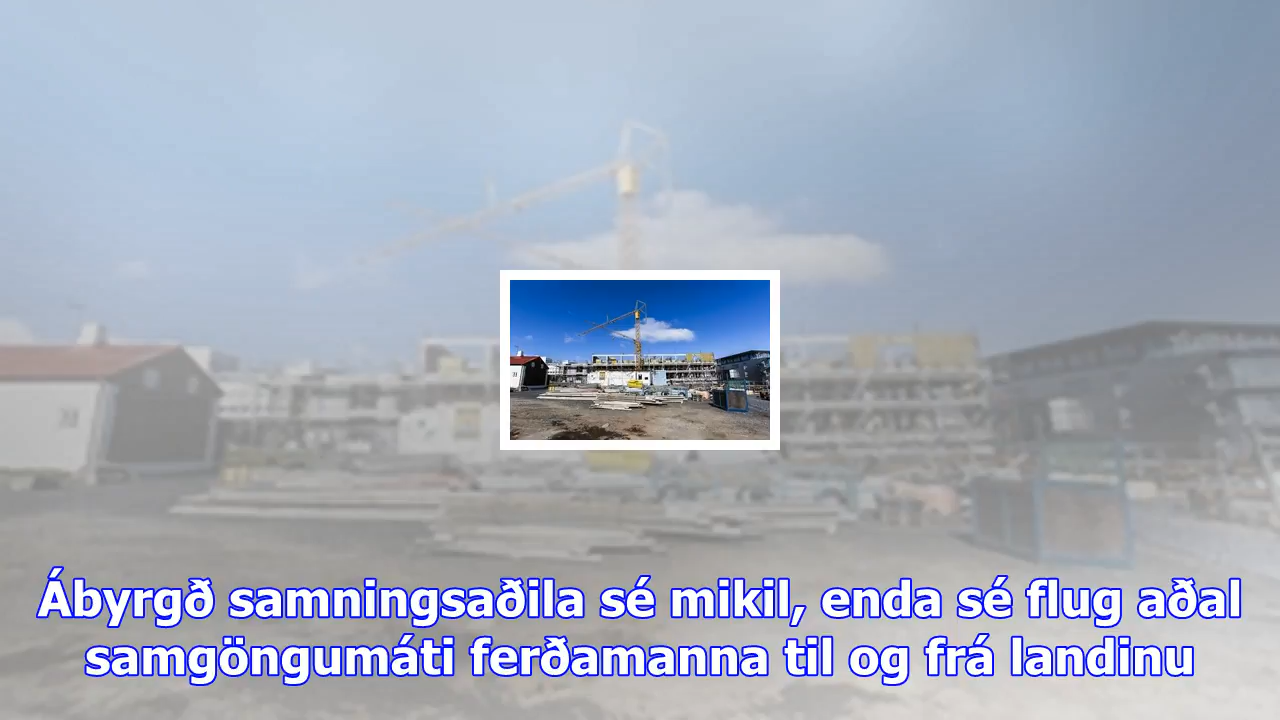 Ábyrgð samningsaðila sé mikil, enda sé flug aðal
samgöngumáti ferðamanna til og frá landinu